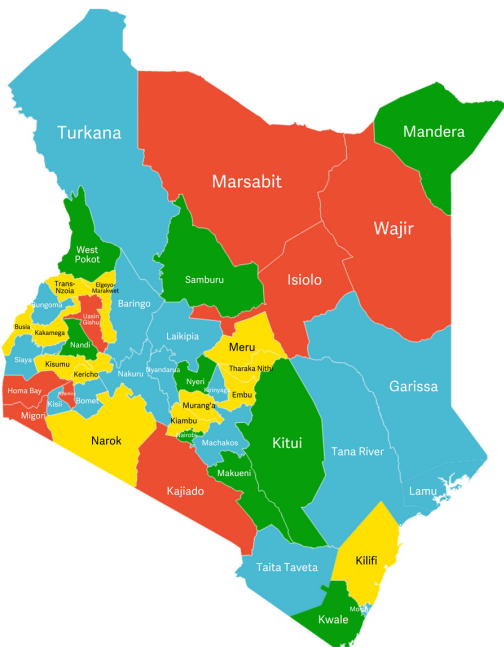 Turkana
Mandera
Marsabit
Wajir
West
Pokot
Samburu
Isiolo
Trans-
Nzoia
Elgeyo-
Marakwet
Baringo
Bungoma
Uasin
Gishu
Busia
Kakamega
Laikipia
Nandi
Meru
Siaya
Kisumu
Kericho
Nakuru
Nyandarua
Tharaka Nithi
Garissa
Nyeri
Kirinyaga
Embu
Homa Bay
Kisii
Bomet
Murang'a
Migori
Kiambu
Narok
Nairobi
Machakos
Kitui
Tana River
Makueni
Kajiado
Lamu
Taita Taveta
Kilifi
Kwale